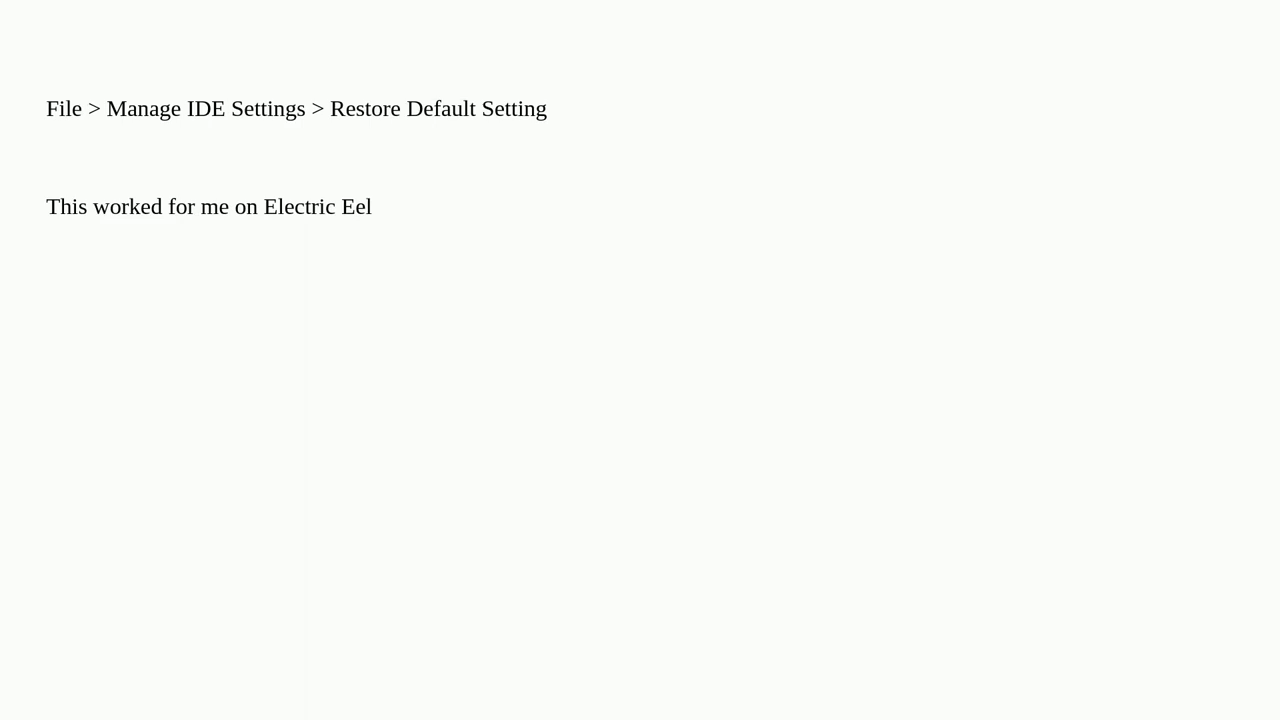 File > Manage IDE Settings > Restore Default Setting
This worked for me on Electric Eel